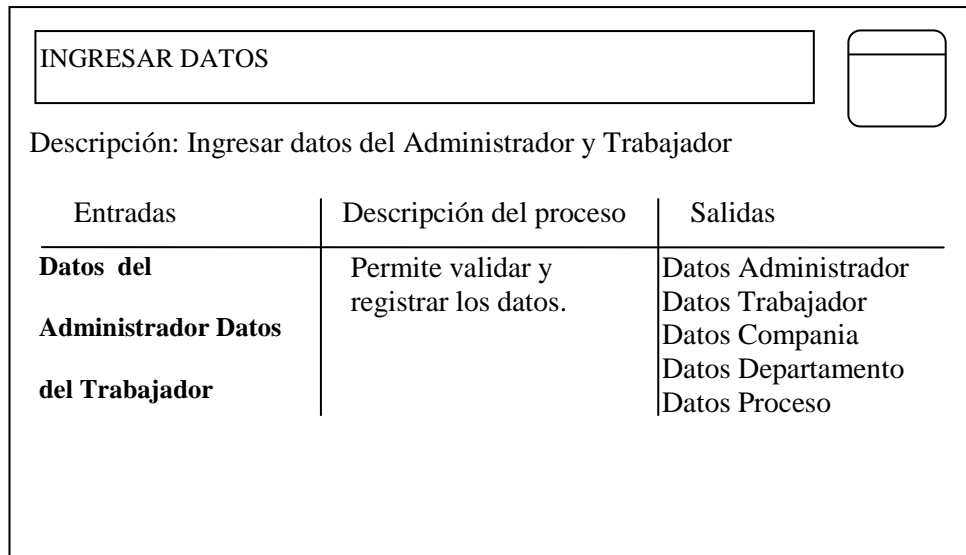 INGRESAR DATOS
Descripción: Ingresar datos del Administrador y Trabajador
Entradas
Descripción del proceso
Salidas
Datos del
Administrador Datos
del Trabajador
Permite validar y
registrar los datos.
Datos Administrador
Datos Trabajador
Datos Compania
Datos Departamento
Datos Proceso